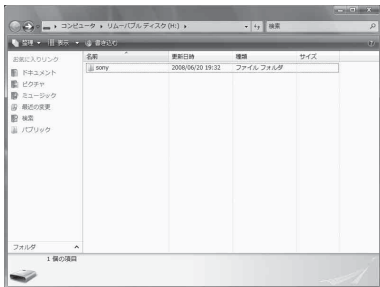 コンピュータ ▸ リムーバブル ディスク (H:) ▸ 検索
整理 表示 書き込む
お気に入りリンク
ドキュメント
ピクチャ
ミュージック
最近の変更
検索
パブリック
フォルダ
名前 更新日時 種類 サイズ
sony 2008/06/20 19:32 ファイル フォルダ
1 個の項目